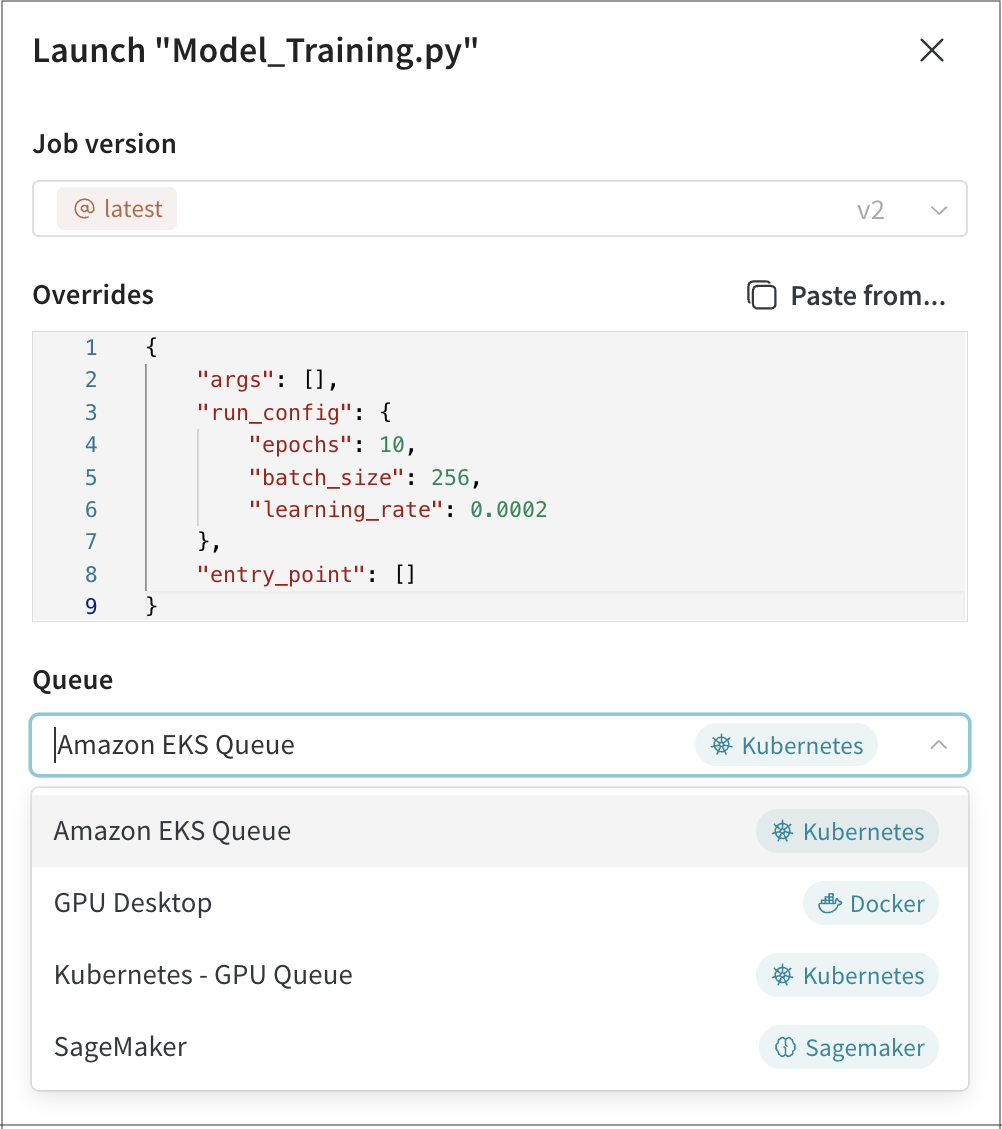 Launch "Model_Training.py"
Job version
@ latest v2
Overrides Paste from...
1 {
2 "args": [],
3 "run_config": {
4 "epochs": 10,
5 "batch_size": 256,
6 "learning_rate": 0.0002
7 },
8 "entry_point": []
9 }
Queue
Amazon EKS Queue Kubernetes
Amazon EKS Queue Kubernetes
GPU Desktop Docker
Kubernetes - GPU Queue Kubernetes
SageMaker Sagemaker